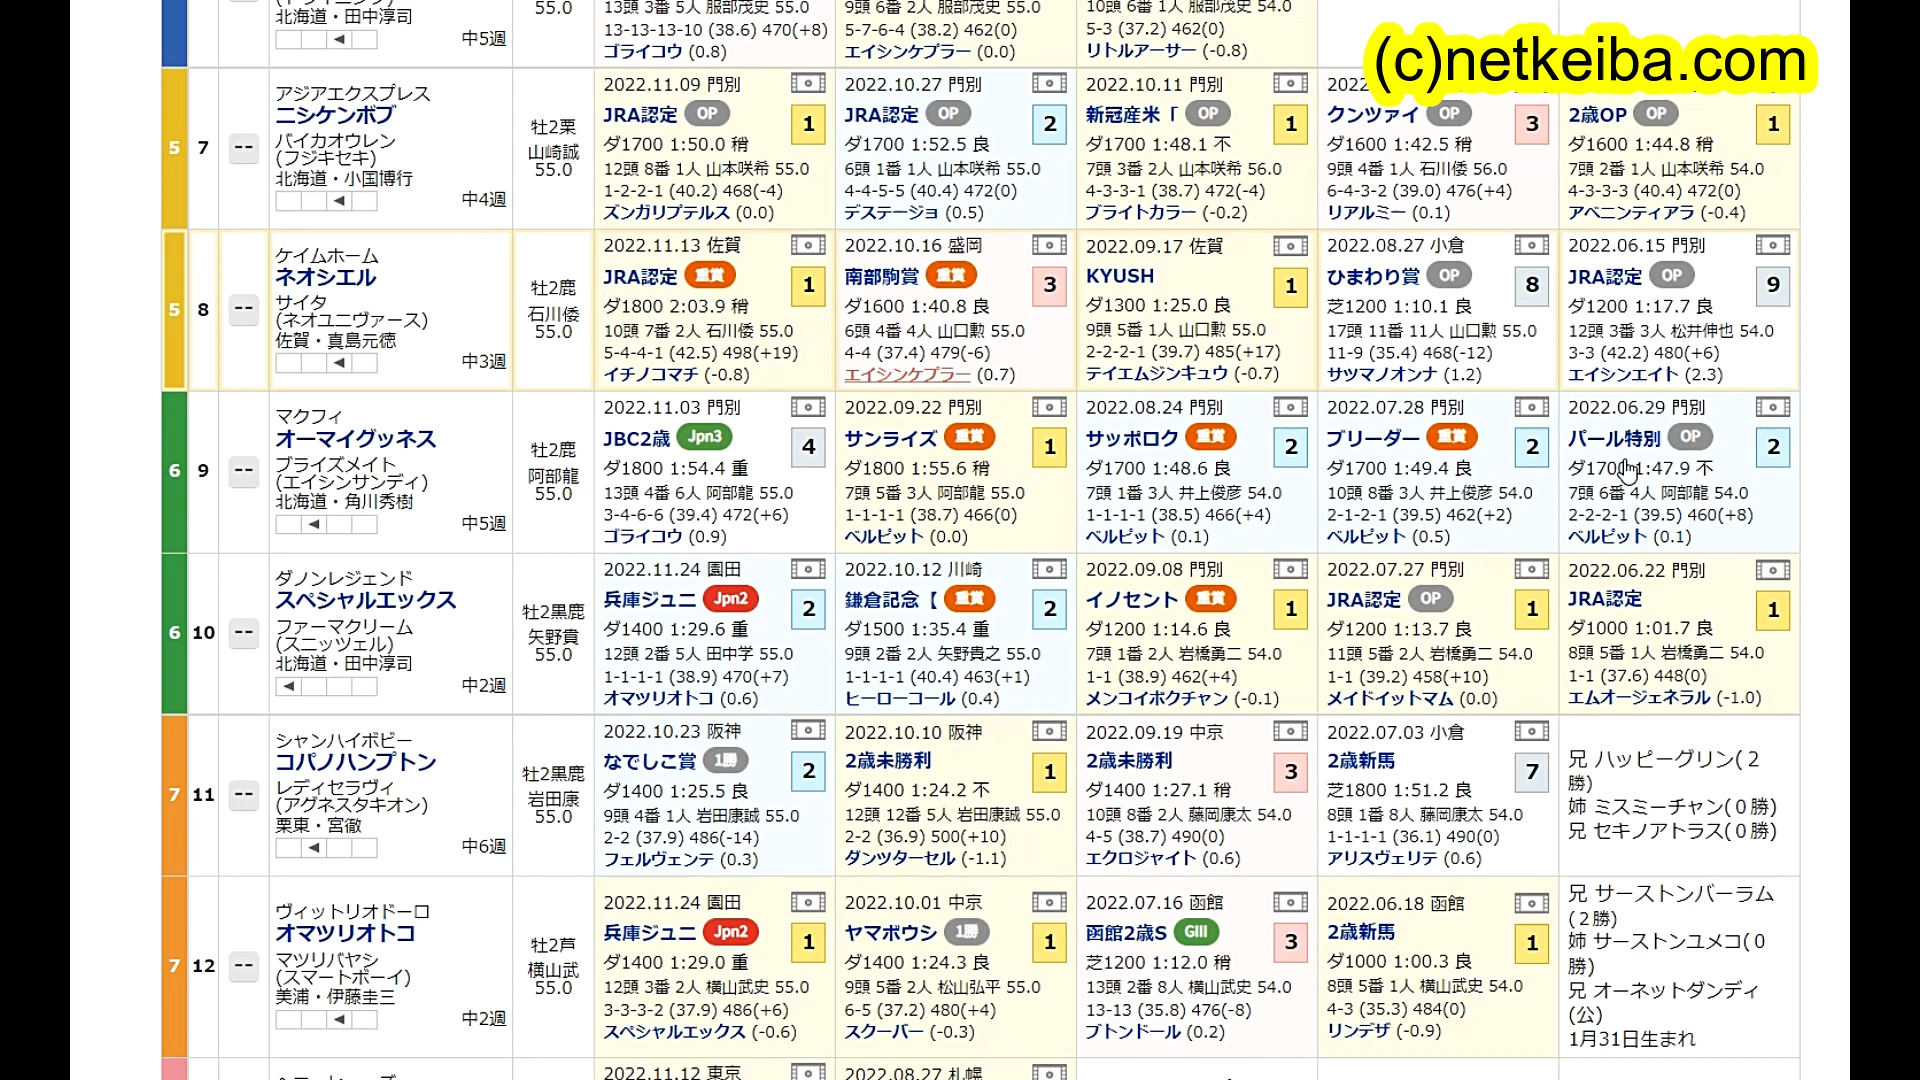 (c)netkeiba.com
北海道・田中淳司
中5週
55.0
13頭 3番 5人 服部茂史 55.0
13-13-13-10 (38.6) 470(+8)
ゴライコウ (0.8)
9頭 6番 2人 服部茂史 55.0
5-7-6-4 (38.2) 462(0)
エイシンケプラー (0.0)
10頭 6番 1人 服部茂史 54.0
5-3 (37.2) 462(0)
リトルアーサー (-0.8)
5 7 --
アジアエクスプレス
ニシケンボブ
バイカオウレン
(フジキセキ)
北海道・小国博行
中4週
牡2栗
山崎誠
55.0
2022.11.09 門別
JRA認定 OP 1
ダ1700 1:50.0 稍
12頭 8番 1人 山本咲希 55.0
1-2-2-1 (40.2) 468(-4)
ズンガリプテルス (0.0)
2022.10.27 門別
JRA認定 OP 2
ダ1700 1:52.5 良
6頭 1番 1人 山本咲希 55.0
4-4-5-5 (40.4) 472(0)
デステージョ (0.5)
2022.10.11 門別
新冠産米「 OP 1
ダ1700 1:48.1 不
7頭 3番 2人 山本咲希 56.0
4-3-3-1 (38.7) 472(-4)
ブライトカラー (-0.2)
クンツァイ OP 3
ダ1600 1:42.5 稍
9頭 4番 1人 石川倭 56.0
6-4-3-2 (39.0) 476(+4)
リアルミー (0.1)
2歳OP OP 1
ダ1600 1:44.8 稍
7頭 2番 1人 山本咲希 54.0
4-3-3-3 (40.4) 472(0)
アベニンティアラ (-0.4)
5 8 --
ケイムホーム
ネオシエル
サイタ
(ネオユニヴァース)
佐賀・真島元徳
中3週
牡2鹿
石川倭
55.0
2022.11.13 佐賀
JRA認定 重賞 1
ダ1800 2:03.9 稍
10頭 7番 2人 石川倭 55.0
5-4-4-1 (42.5) 498(+19)
イチノコマチ (-0.8)
2022.10.16 盛岡
南部駒賞 重賞 3
ダ1600 1:40.8 良
6頭 4番 4人 山口勲 55.0
4-4 (37.4) 479(-6)
エイシンケプラー (0.7)
2022.09.17 佐賀
KYUSH 1
ダ1300 1:25.0 良
9頭 5番 1人 山口勲 55.0
2-2-2-1 (39.7) 485(+17)
テイエムジンキュウ (-0.7)
2022.08.27 小倉
ひまわり賞 OP 8
芝1200 1:10.1 良
17頭 11番 11人 山口勲 55.0
11-9 (35.4) 468(-12)
サツマノオンナ (1.2)
2022.06.15 門別
JRA認定 OP 9
ダ1200 1:17.7 良
12頭 3番 3人 松井伸也 54.0
3-3 (42.2) 480(+6)
エイシンエイト (2.3)
6 9 --
マクフィ
オーマイグッネス
ブライズメイト
(エイシンサンディ)
北海道・角川秀樹
中5週
牡2鹿
阿部龍
55.0
2022.11.03 門別
JBC2歳 Jpn3 4
ダ1800 1:54.4 重
13頭 4番 6人 阿部龍 55.0
3-4-6-6 (39.4) 472(+6)
ゴライコウ (0.9)
2022.09.22 門別
サンライズ 重賞 1
ダ1800 1:55.6 稍
7頭 5番 3人 阿部龍 55.0
1-1-1-1 (38.7) 466(0)
ベルピット (0.0)
2022.08.24 門別
サッポロク 重賞 2
ダ1700 1:48.6 良
7頭 1番 3人 井上俊彦 54.0
1-1-1-1 (38.5) 466(+4)
ベルピット (0.1)
2022.07.28 門別
ブリーダー 重賞 2
ダ1700 1:49.4 良
10頭 8番 3人 井上俊彦 54.0
2-1-2-1 (39.5) 462(+2)
ベルピット (0.5)
2022.06.29 門別
パール特別 OP 2
ダ1700 1:47.9 不
7頭 6番 4人 阿部龍 54.0
2-2-2-1 (39.5) 460(+8)
ベルピット (0.1)
6 10 --
ダノンレジェンド
スペシャルエックス
ファーマクリーム
(スニッツェル)
北海道・田中淳司
中2週
牡2黒鹿
矢野貴
55.0
2022.11.24 園田
兵庫ジュニ Jpn2 2
ダ1400 1:29.6 重
12頭 2番 5人 田中学 55.0
1-1-1-1 (38.9) 470(+7)
オマツリオトコ (0.6)
2022.10.12 川崎
鎌倉記念【 重賞 2
ダ1500 1:35.4 重
9頭 2番 2人 矢野貴之 55.0
1-1-1-1 (40.4) 463(+1)
ヒーローコール (0.4)
2022.09.08 門別
イノセント 重賞 1
ダ1200 1:14.6 良
7頭 1番 2人 岩橋勇二 54.0
1-1 (38.9) 462(+4)
メンコイボクチャン (-0.1)
2022.07.27 門別
JRA認定 OP 1
ダ1200 1:13.7 良
11頭 5番 2人 岩橋勇二 54.0
1-1 (39.2) 458(+10)
メイドイットマム (0.0)
2022.06.22 門別
JRA認定 1
ダ1000 1:01.7 良
8頭 5番 1人 岩橋勇二 54.0
1-1 (37.6) 448(0)
エムオージェネラル (-1.0)
7 11 --
シャンハイボビー
コパノハンプトン
レディセラヴィ
(アグネスタキオン)
栗東・宮徹
中6週
牡2黒鹿
岩田康
55.0
2022.10.23 阪神
なでしこ賞 1勝 2
ダ1400 1:25.5 良
9頭 4番 1人 岩田康誠 55.0
2-2 (37.9) 486(-14)
フェルヴェンテ (0.3)
2022.10.10 阪神
2歳未勝利 1
ダ1400 1:24.2 不
12頭 12番 5人 岩田康誠 55.0
2-2 (36.9) 500(+10)
ダンツターセル (-1.1)
2022.09.19 中京
2歳未勝利 3
ダ1400 1:27.1 稍
10頭 8番 2人 藤岡康太 54.0
4-5 (38.7) 490(0)
エクロジャイト (0.6)
2022.07.03 小倉
2歳新馬 7
芝1800 1:51.2 良
8頭 1番 8人 藤岡康太 54.0
1-1-1-1 (36.1) 490(0)
アリスヴェリテ (0.6)
兄 ハッピーグリン(２
勝)
姉 ミスミーチャン(０勝)
兄 セキノアトラス(０勝)
7 12 --
ヴィットリオドーロ
オマツリオトコ
マツリバヤシ
(スマートボーイ)
美浦・伊藤圭三
中2週
牡2芦
横山武
55.0
2022.11.24 園田
兵庫ジュニ Jpn2 1
ダ1400 1:29.0 重
12頭 3番 2人 横山武史 55.0
3-3-3-2 (37.9) 486(+6)
スペシャルエックス (-0.6)
2022.10.01 中京
ヤマボウシ 1勝 1
ダ1400 1:24.3 良
9頭 5番 2人 松山弘平 55.0
6-5 (37.2) 480(+4)
スクーバー (-0.3)
2022.07.16 函館
函館2歳S GIII 3
芝1200 1:12.0 稍
13頭 2番 8人 横山武史 54.0
13-13 (35.8) 476(-8)
ブトンドール (0.2)
2022.06.18 函館
2歳新馬 1
ダ1000 1:00.3 良
8頭 5番 1人 横山武史 54.0
4-3 (35.3) 484(0)
リンデザ (-0.9)
兄 サーストンバーラム
(２勝)
姉 サーストンユメコ(０
勝)
兄 オーネットダンディ
(公)
1月31日生まれ
2022.11.12 東京
2022.08.27 札幌